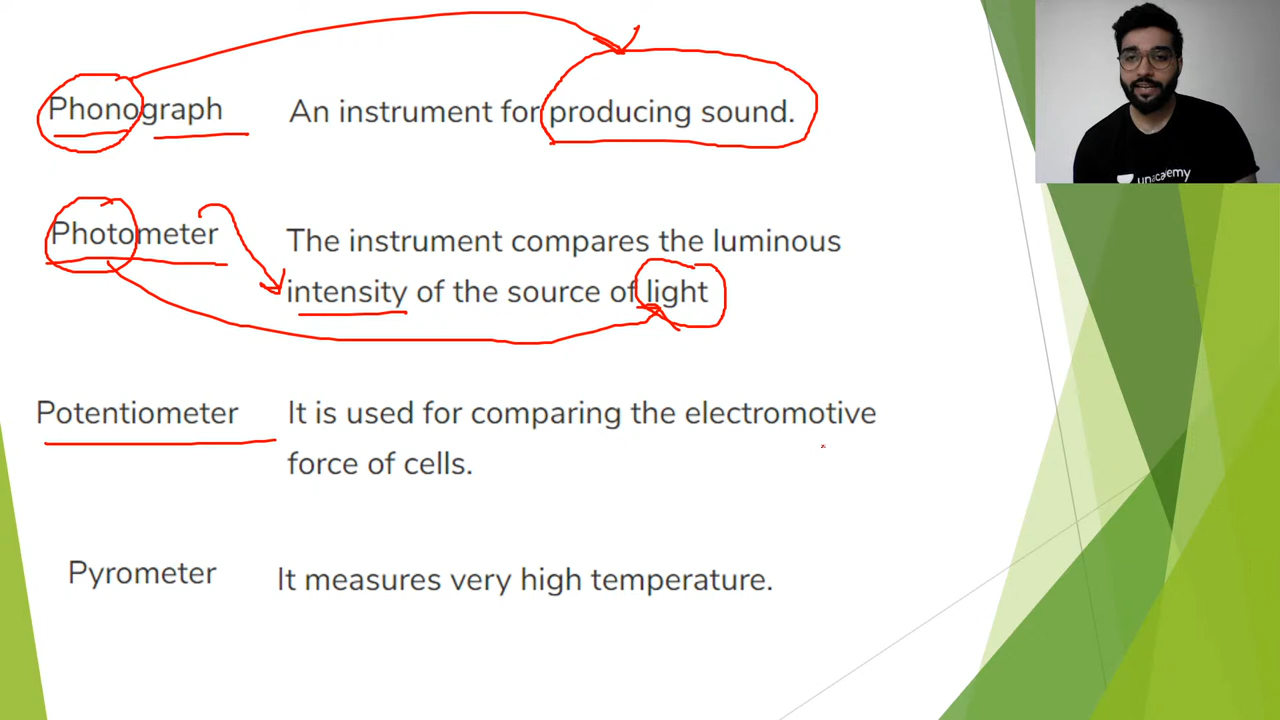 Phonograph An instrument for producing sound.
Photometer The instrument compares the luminous
intensity of the source of light
Potentiometer It is used for comparing the electromotive
force of cells.
Pyrometer It measures very high temperature.
unacademy